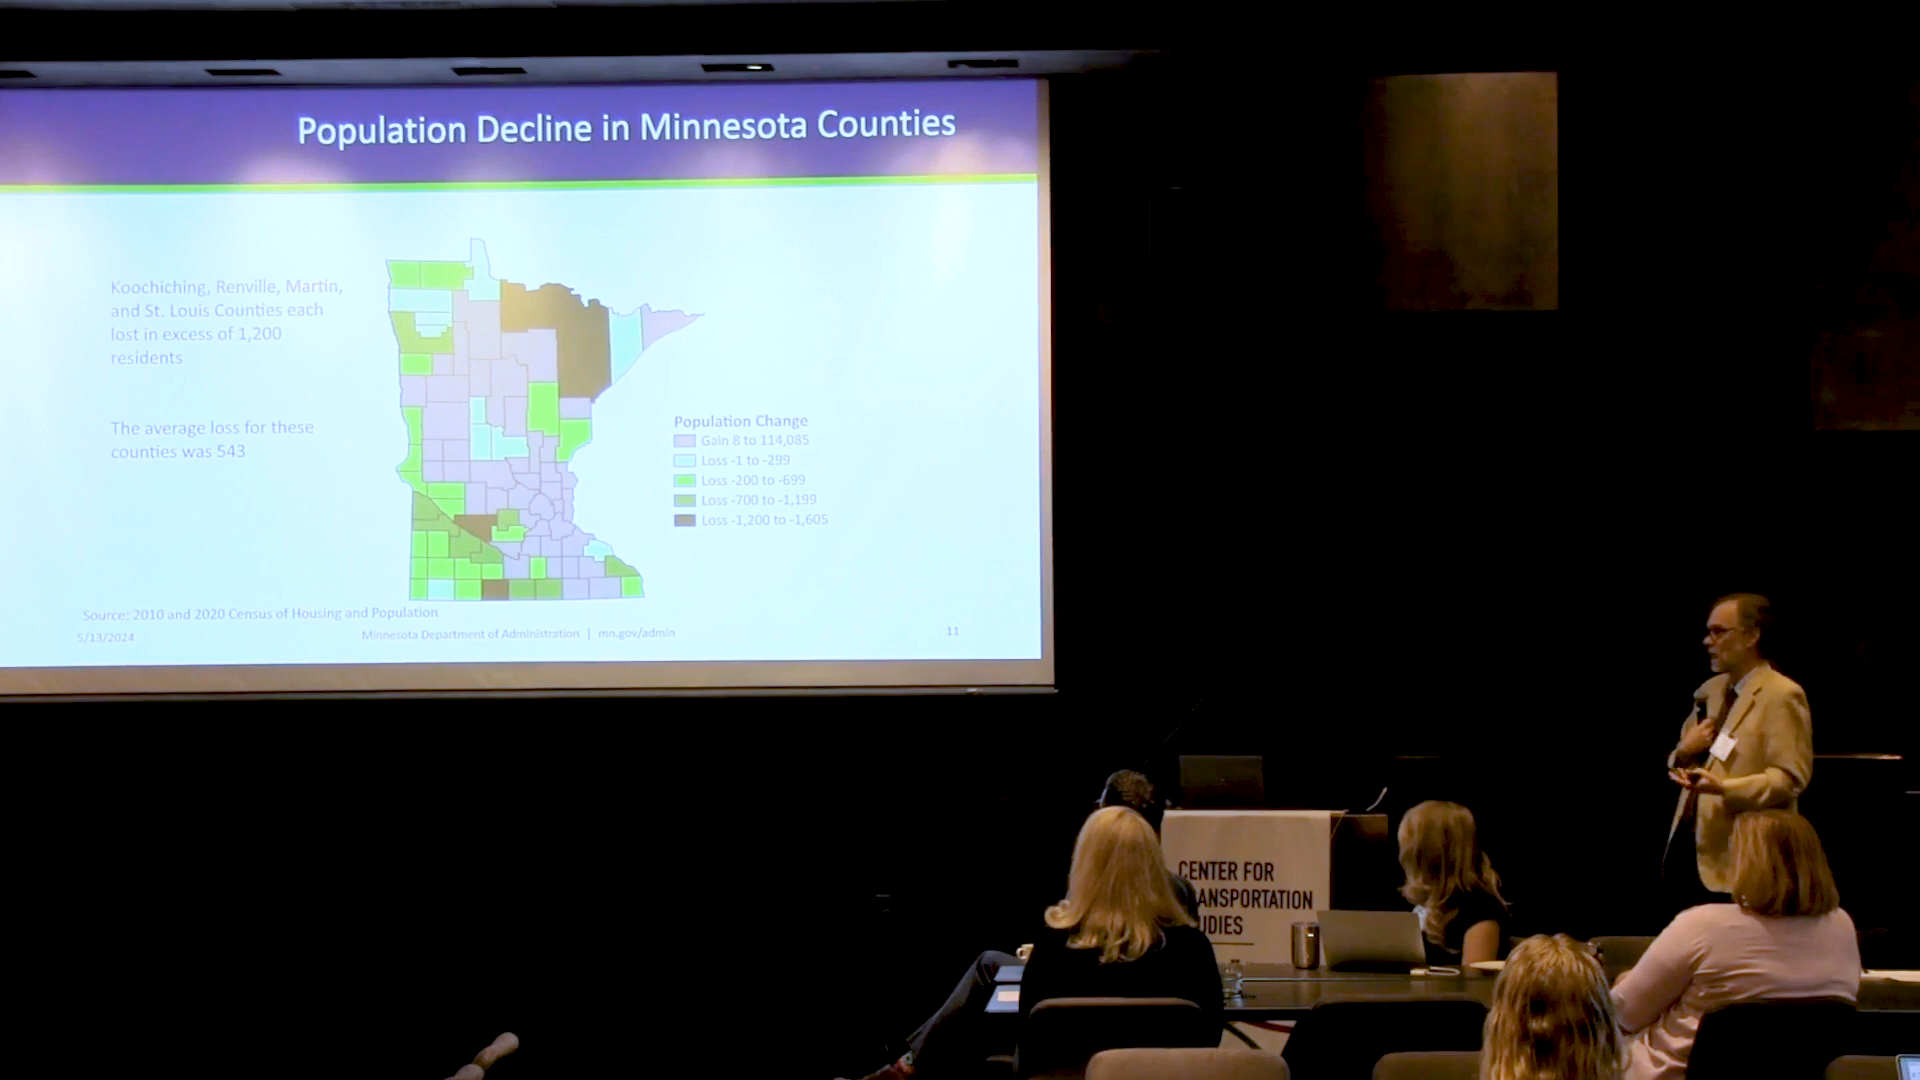 Population Decline in Minnesota Counties
Koochiching, Renville, Martin,
and St. Louis Counties each
lost in excess of 1,200
residents
The average loss for these
counties was 543
Population Change
Gain 8 to 114,085
Loss -1 to -299
Loss -200 to -699
Loss -700 to -1,199
Loss -1,200 to -1,605
Source: 2010 and 2020 Census of Housing and Population
5/13/2024
Minnesota Department of Administration | mn.gov/admin
11
CENTER FOR
ANSPORTATION
UDIES